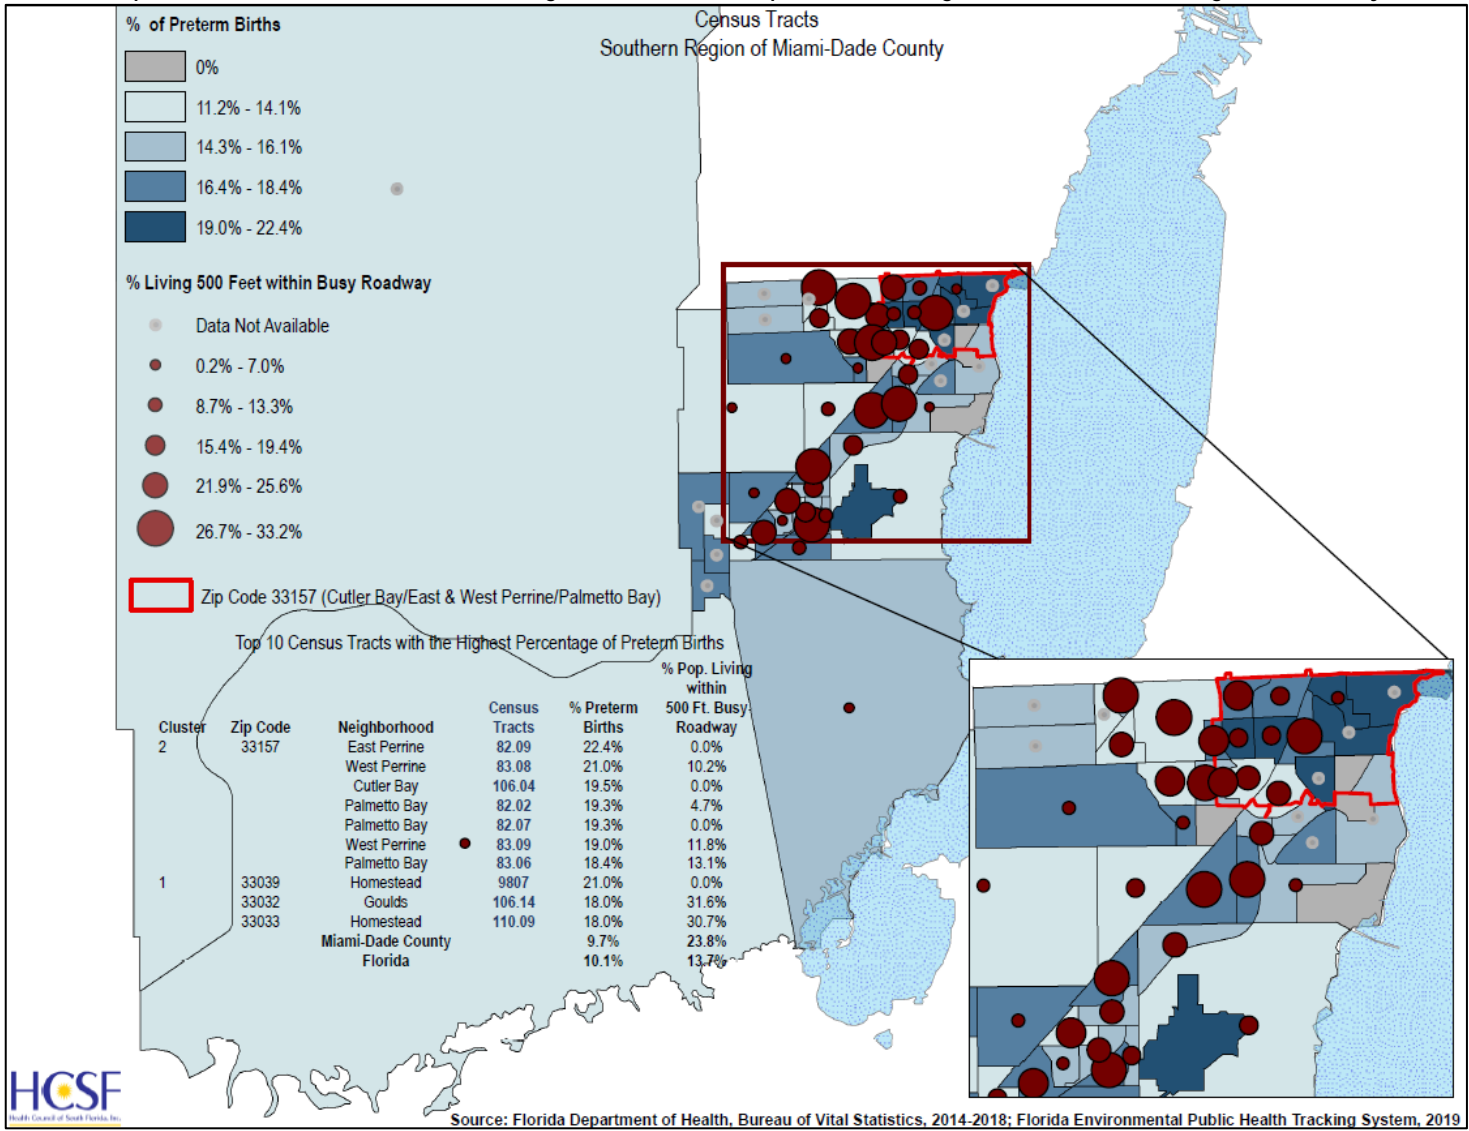 Census Tracts
Southern Region of Miami-Dade County
% of Preterm Births
0%
11.2% - 14.1%
14.3% - 16.1%
16.4% - 18.4%
19.0% - 22.4%
% Living 500 Feet within Busy Roadway
Data Not Available
0.2% - 7.0%
8.7% - 13.3%
15.4% - 19.4%
21.9% - 25.6%
26.7% - 33.2%
Zip Code 33157 (Cutler Bay/East & West Perrine/Palmetto Bay)
Top 10 Census Tracts with the Highest Percentage of Preterm Births
% Pop. Living
within
Census % Preterm 500 Ft. Busy
Cluster Zip Code Neighborhood Tracts Births Roadway
2 33157 East Perrine 82.09 22.4% 0.0%
West Perrine 83.08 21.0% 10.2%
Cutler Bay 106.04 19.5% 0.0%
Palmetto Bay 82.02 19.3% 4.7%
Palmetto Bay 82.07 19.3% 0.0%
West Perrine 83.09 19.0% 11.8%
Palmetto Bay 83.06 18.4% 13.1%
1 33039 Homestead 9807 21.0% 0.0%
33032 Goulds 106.14 18.0% 31.6%
33033 Homestead 110.09 18.0% 30.7%
Miami-Dade County 9.7% 23.8%
Florida 10.1% 13.7%
HCSF
Health Council of South Florida, Inc.
Source: Florida Department of Health, Bureau of Vital Statistics, 2014-2018; Florida Environmental Public Health Tracking System, 2019